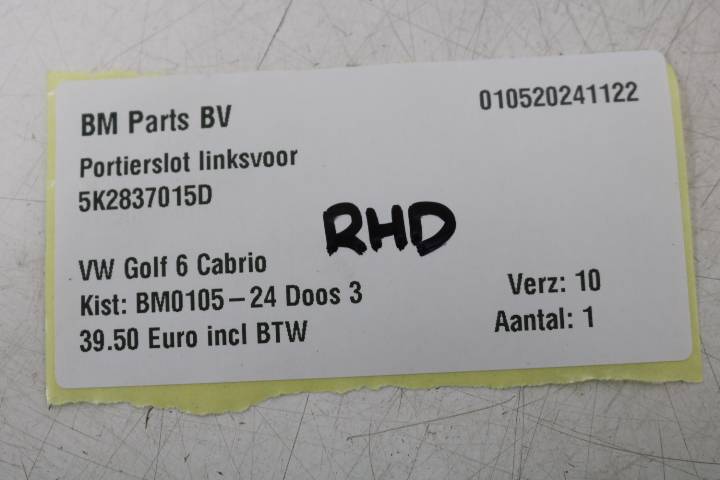 BM Parts BV
010520241122
Portierslot linksvoor
5K2837015D
RHD
VW Golf 6 Cabrio
Kist: BM0105-24 Doos 3
Verz: 10
39.50 Euro incl BTW
Aantal: 1